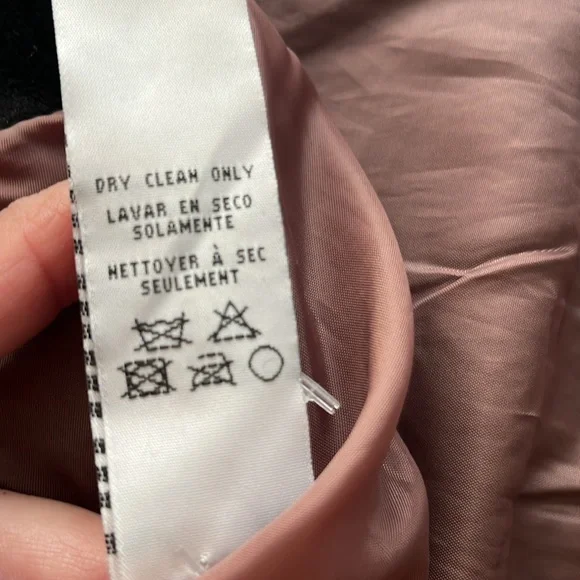 DRY CLEAN ONLY
LAVAR EN SECO
SOLAMENTE
NETTOYER À SEC
SEULEMENT